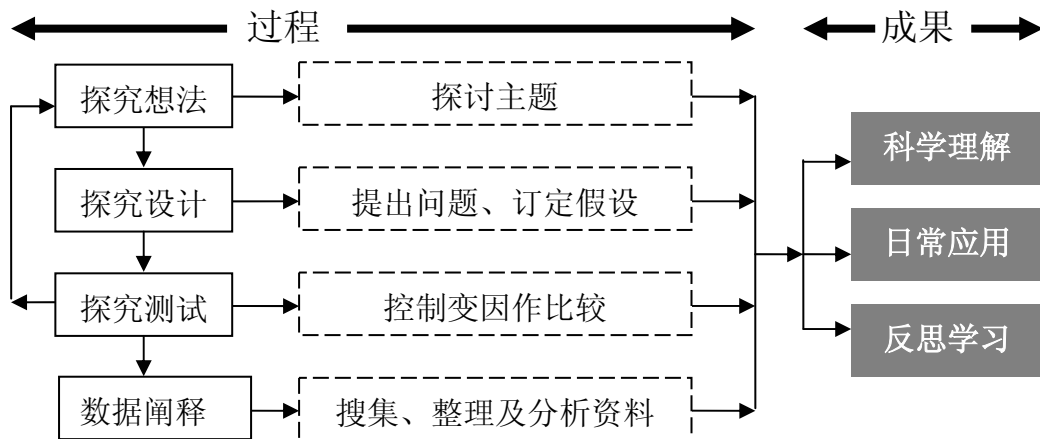 过程
成果
探究想法
探讨主题
探究设计
提出问题、订定假设
探究测试
控制变因作比较
数据阐释
搜集、整理及分析资料
科学理解
日常应用
反思学习